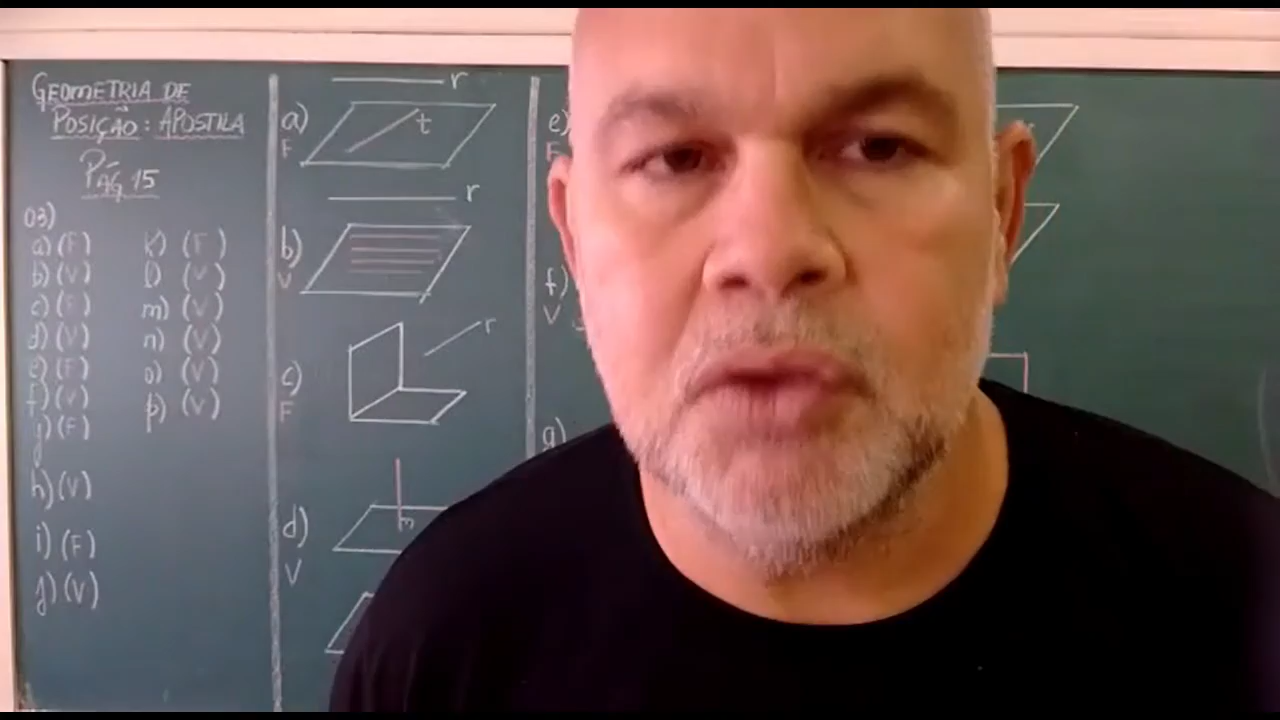 GEOMETRIA DE
POSIÇÃO: APOSTILA
PÁG 15
03)
a) (F) k) (F)
b) (V) l) (V)
c) (F) m) (V)
d) (V) n) (V)
e) (F) o) (V)
f) (V) p) (V)
g) (F)
h) (V)
i) (F)
j) (V)
r
a) t
F
r
b)
V
r
c)
F
d) m
V
e)
F
f)
V
g)